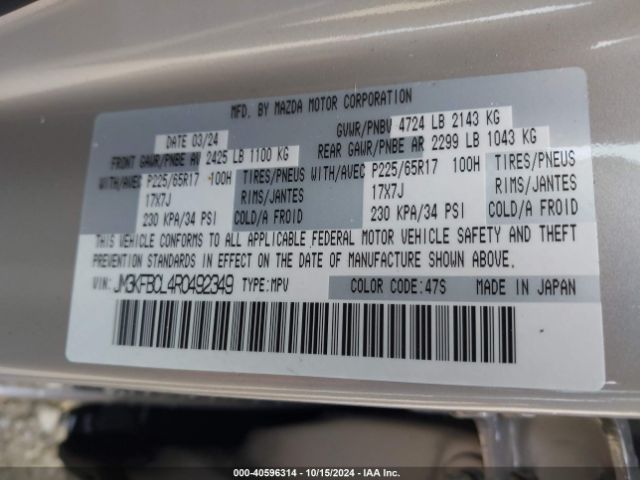 MFD. BY MAZDA MOTOR CORPORATION
DATE 03/24 GVWR/PNBV 4724 LB 2143 KG
FRONT GAWR/PNBE AV 2425 LB 1100 KG REAR GAWR/PNBE AR 2299 LB 1043 KG
WITH/AVEC P225/65R17 100H TIRES/PNEUS WITH/AVEC P225/65R17 100H TIRES/PNEUS
17X7J RIMS/JANTES 17X7J RIMS/JANTES
230 KPA/34 PSI COLD/A FROID 230 KPA/34 PSI COLD/A FROID
THIS VEHICLE CONFORMS TO ALL APPLICABLE FEDERAL MOTOR VEHICLE SAFETY AND THEFT
PREVENTION STANDARDS IN EFFECT ON THE DATE OF MANUFACTURE SHOWN ABOVE.
VIN: JM3KFBCL4R0492349 TYPE: MPV COLOR CODE: 47S MADE IN JAPAN
000-40596314 - 10/15/2024 - IAA Inc.